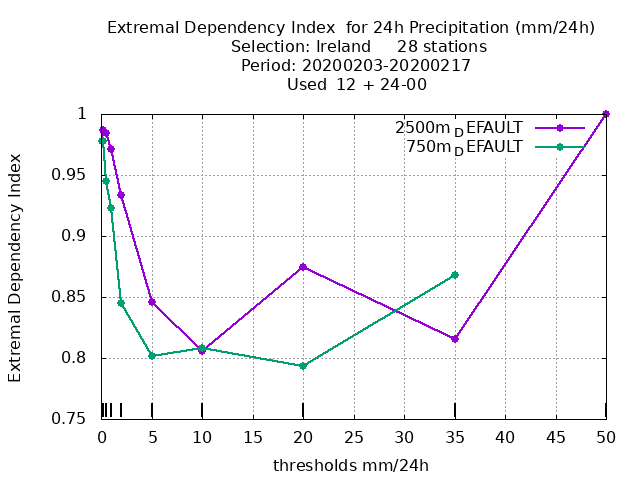 Extremal Dependency Index  for 24h Precipitation (mm/24h)
Selection: Ireland     28 stations
Period: 20200203-20200217
Used  12 + 24-00
2500m_DEFAULT
750m_DEFAULT
Extremal Dependency Index
1
0.95
0.9
0.85
0.8
0.75
0 5 10 15 20 25 30 35 40 45 50
thresholds mm/24h